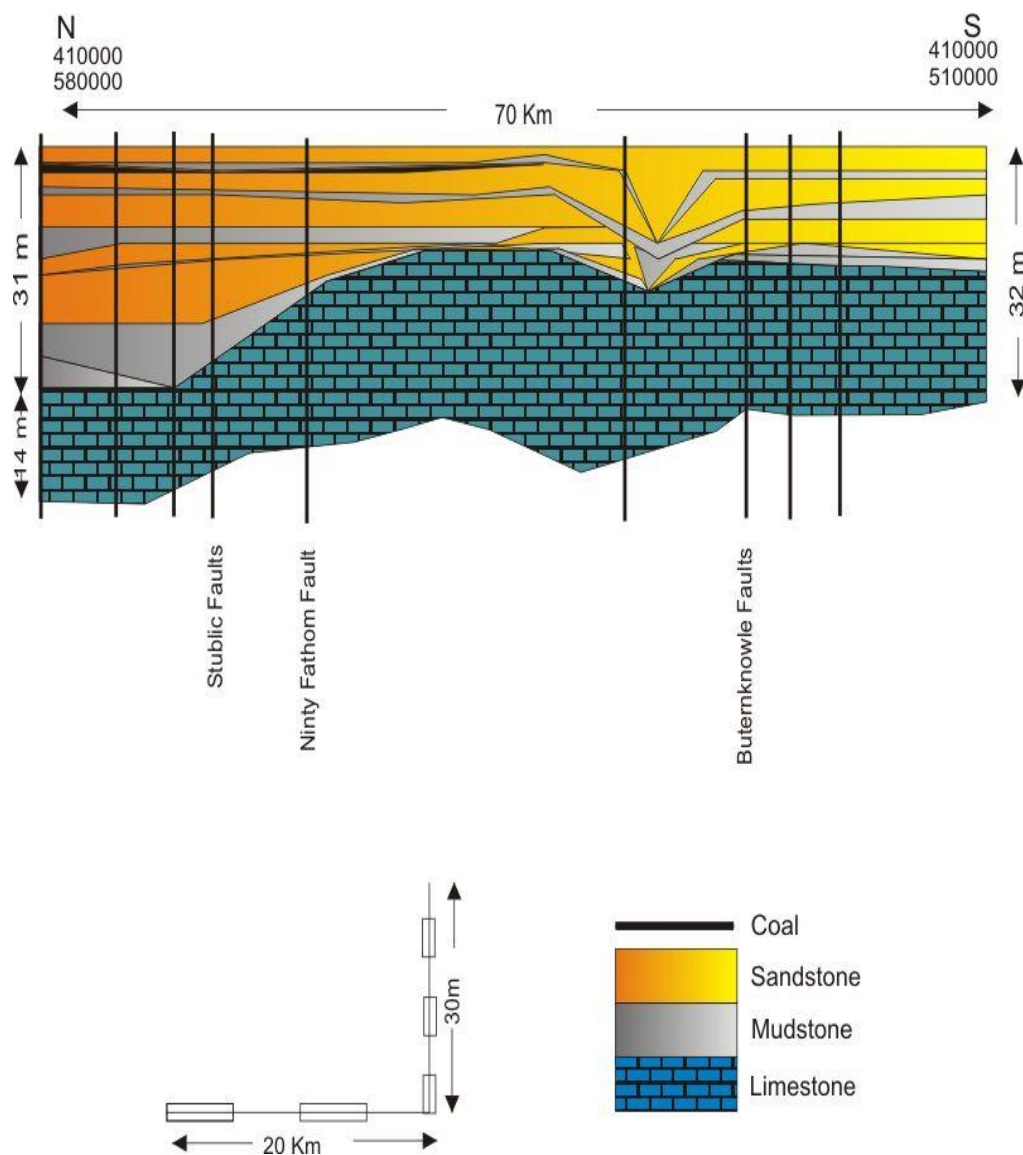 N
410000
580000
S
410000
510000
70 Km
31 m
14 m
32 m
Stublic Faults
Ninty Fathom Fault
Buternknowle Faults
30m
20 Km
Coal
Sandstone
Mudstone
Limestone